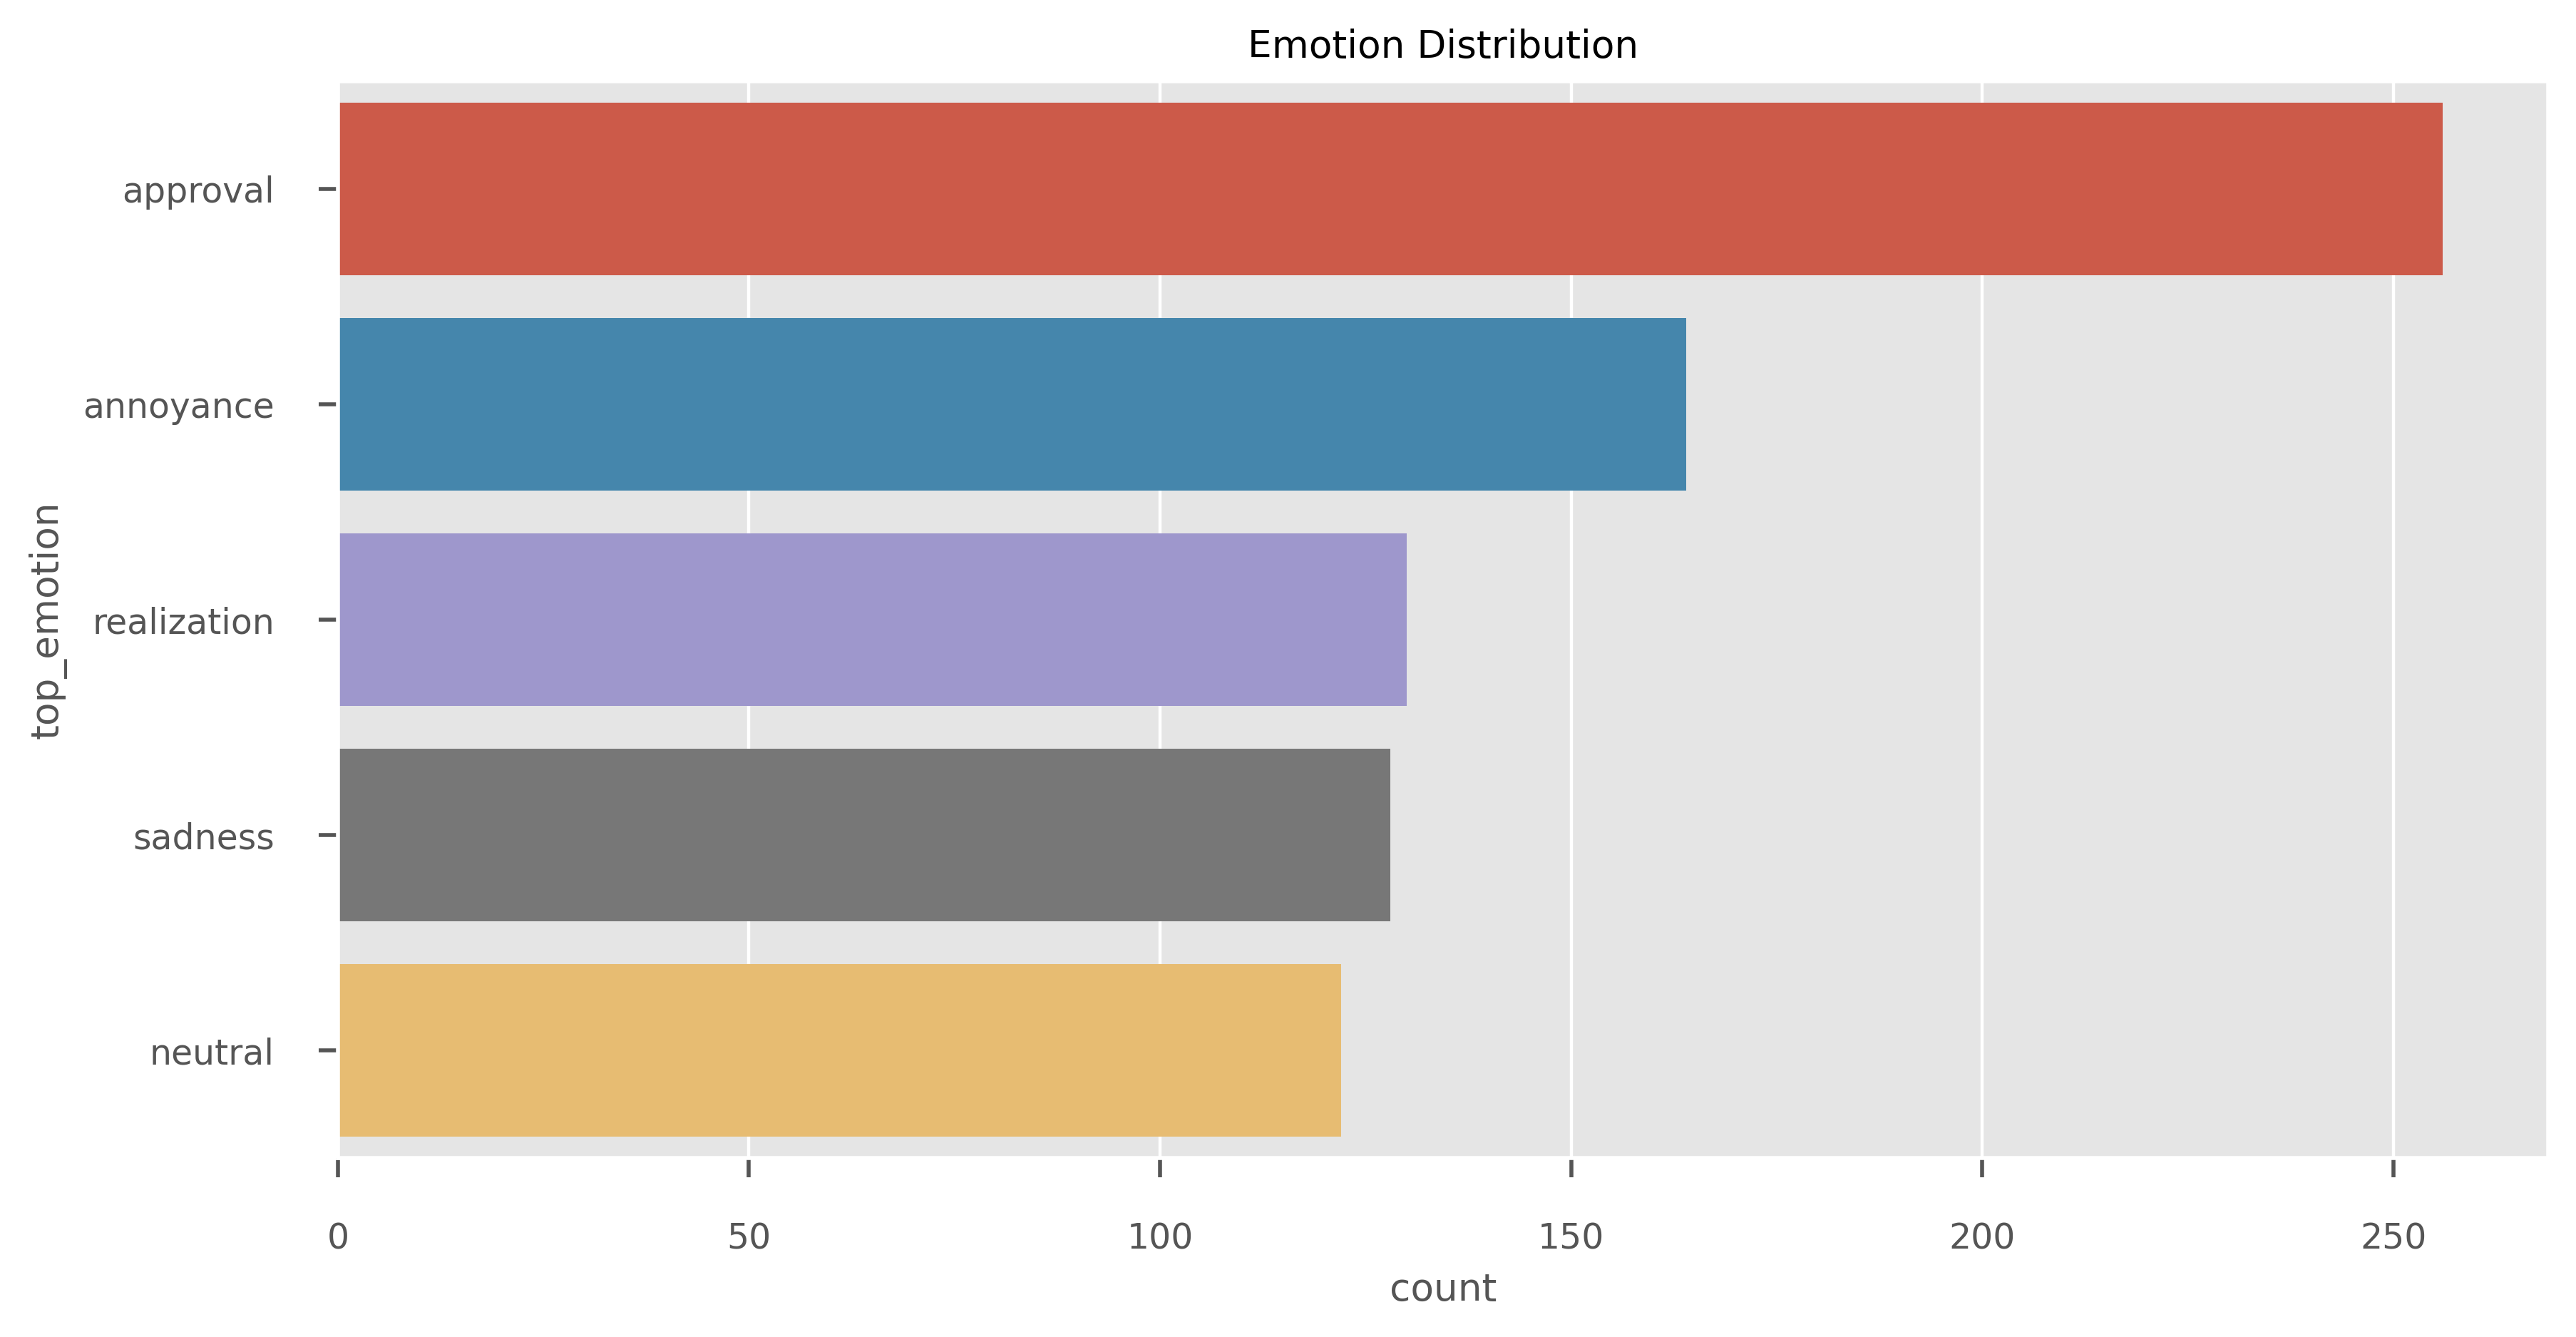 Emotion Distribution
approval
annoyance
realization
sadness
neutral
top_emotion
0 50 100 150 200 250
count